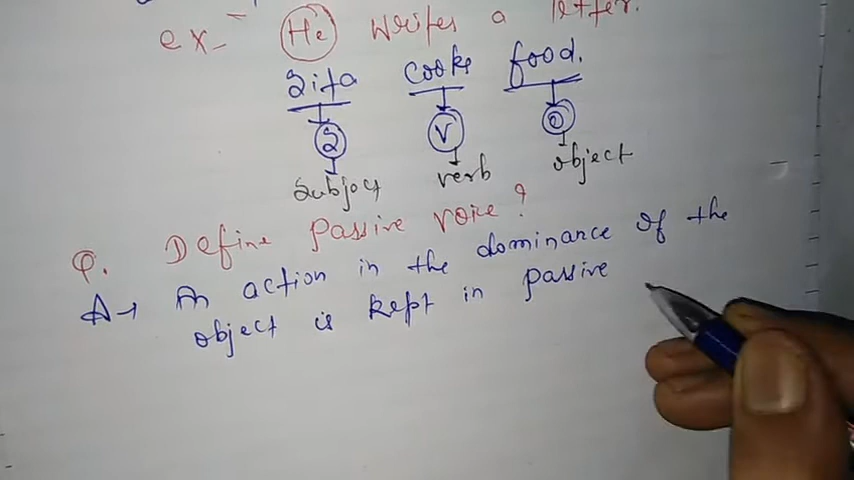 ex- He writes a letter.
Sita cooks food.
S V O
subject verb object
Q. Define passive voice?
A→ An action in the dominance of the
object is kept in passive